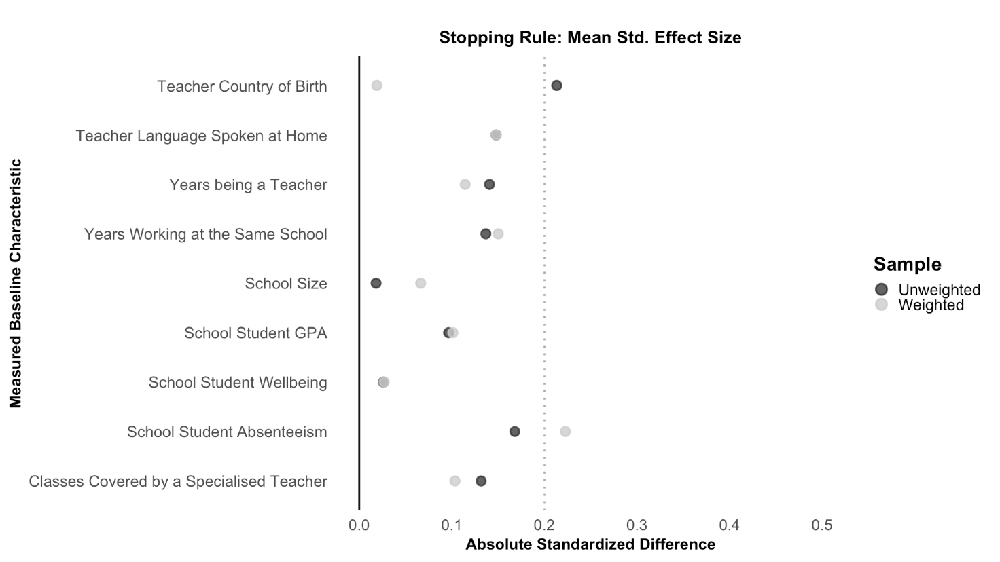 Stopping Rule: Mean Std. Effect Size
Measured Baseline Characteristic
Teacher Country of Birth
Teacher Language Spoken at Home
Years being a Teacher
Years Working at the Same School
School Size
School Student GPA
School Student Wellbeing
School Student Absenteeism
Classes Covered by a Specialised Teacher
0.0 0.1 0.2 0.3 0.4 0.5
Absolute Standardized Difference
Sample
Unweighted
Weighted